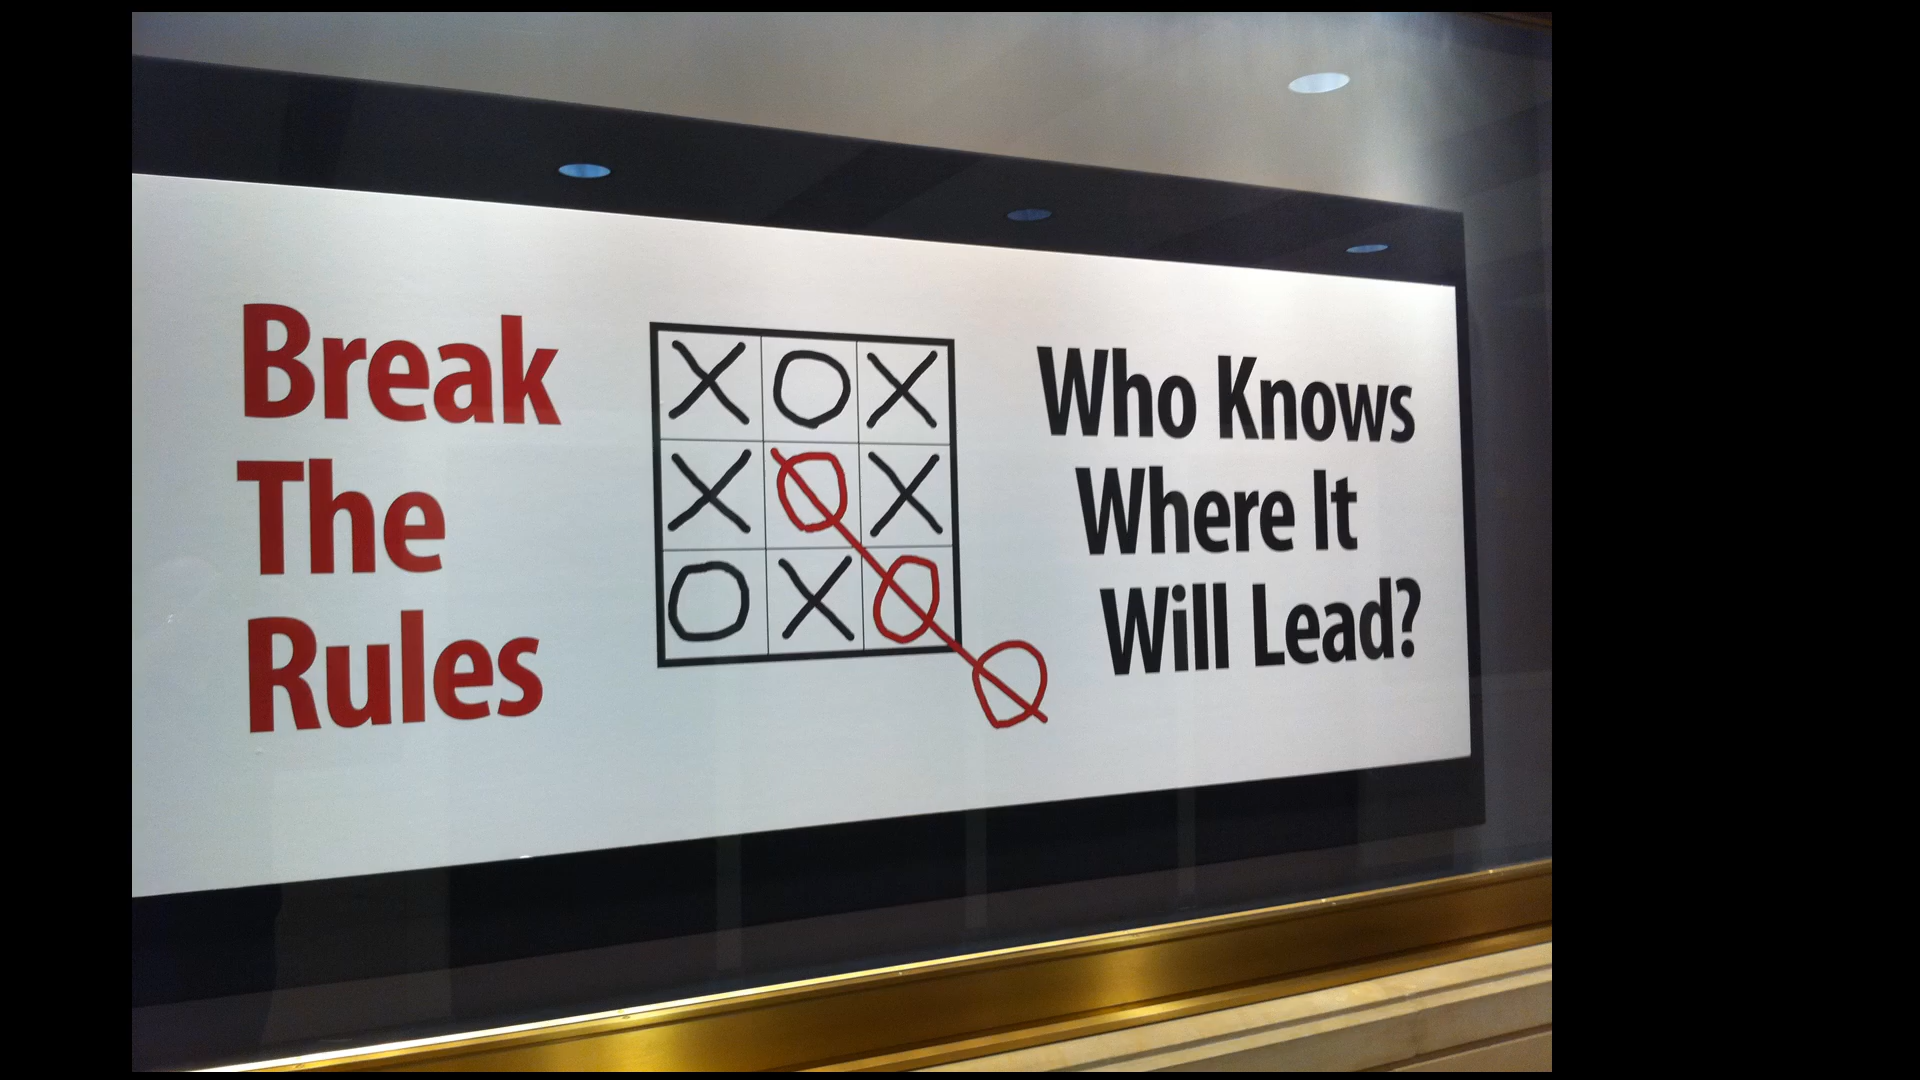 Break
The
Rules
X O X
X O X
O X O
O
Who Knows
Where It
Will Lead?